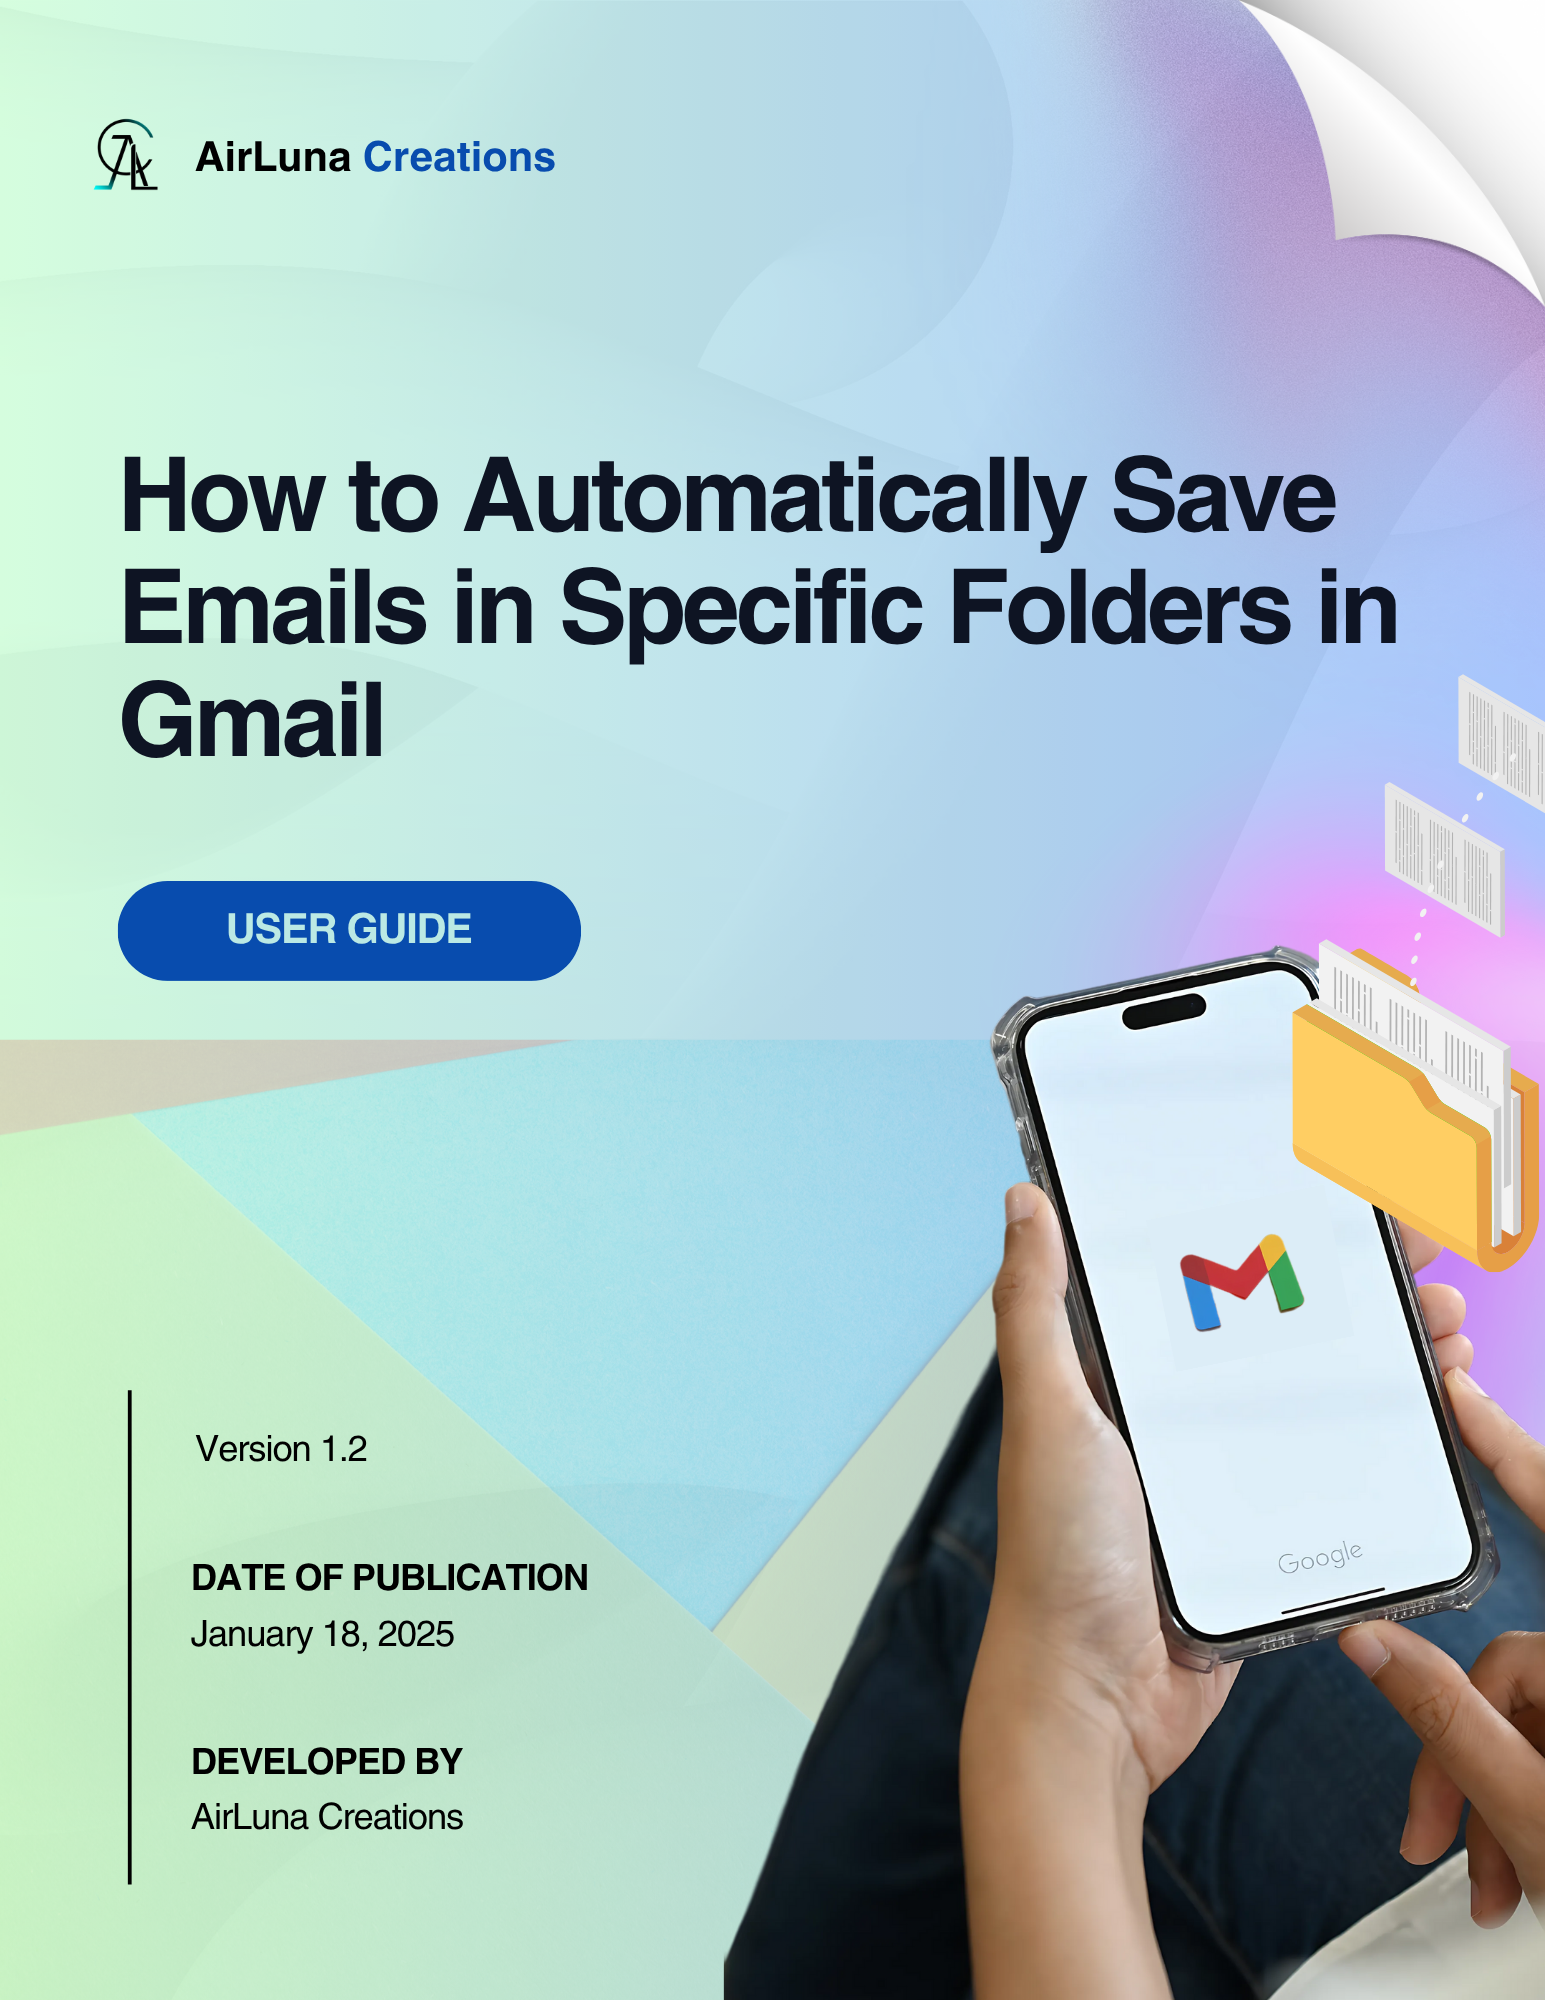 AirLuna Creations
How to Automatically Save
Emails in Specific Folders in
Gmail
USER GUIDE
Version 1.2
DATE OF PUBLICATION
January 18, 2025
DEVELOPED BY
AirLuna Creations
Google